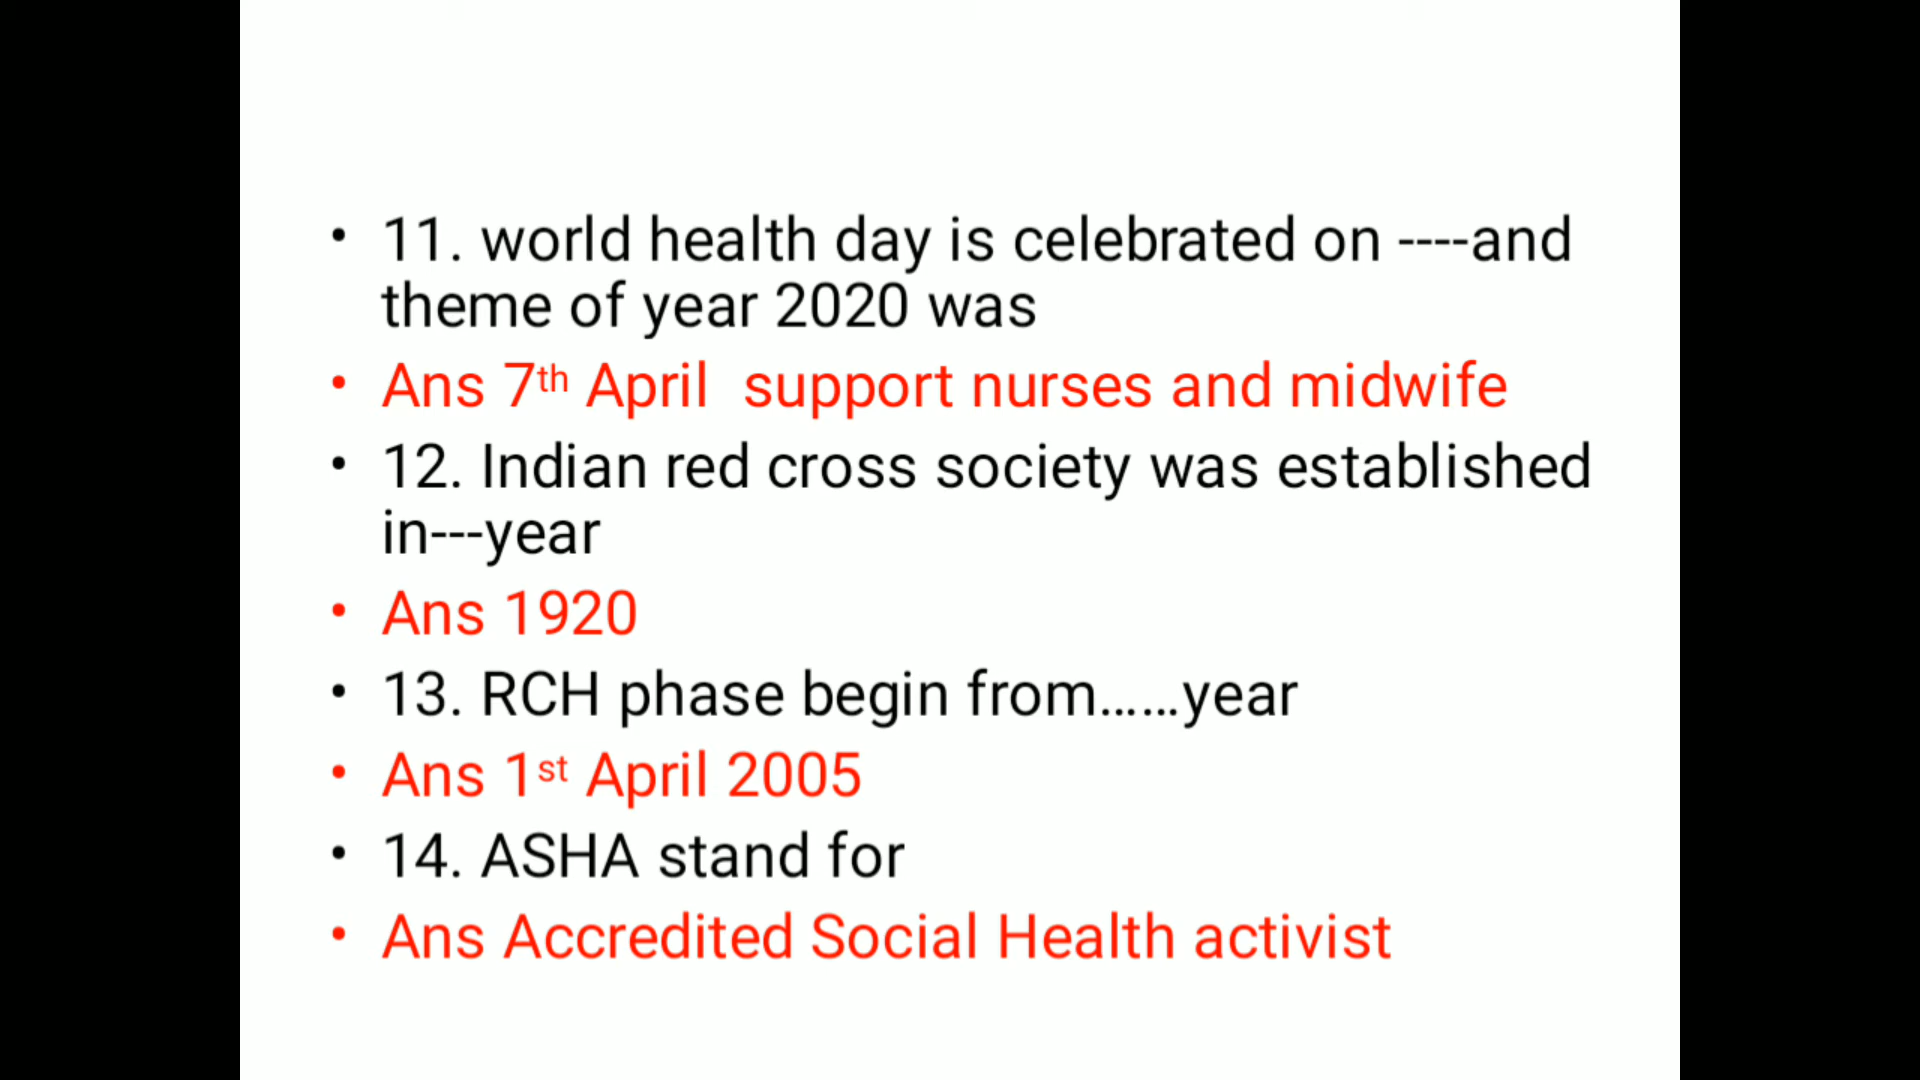 • 11. world health day is celebrated on ----and
theme of year 2020 was
• Ans 7th April  support nurses and midwife
• 12. Indian red cross society was established
in---year
• Ans 1920
• 13. RCH phase begin from......year
• Ans 1st April 2005
• 14. ASHA stand for
• Ans Accredited Social Health activist